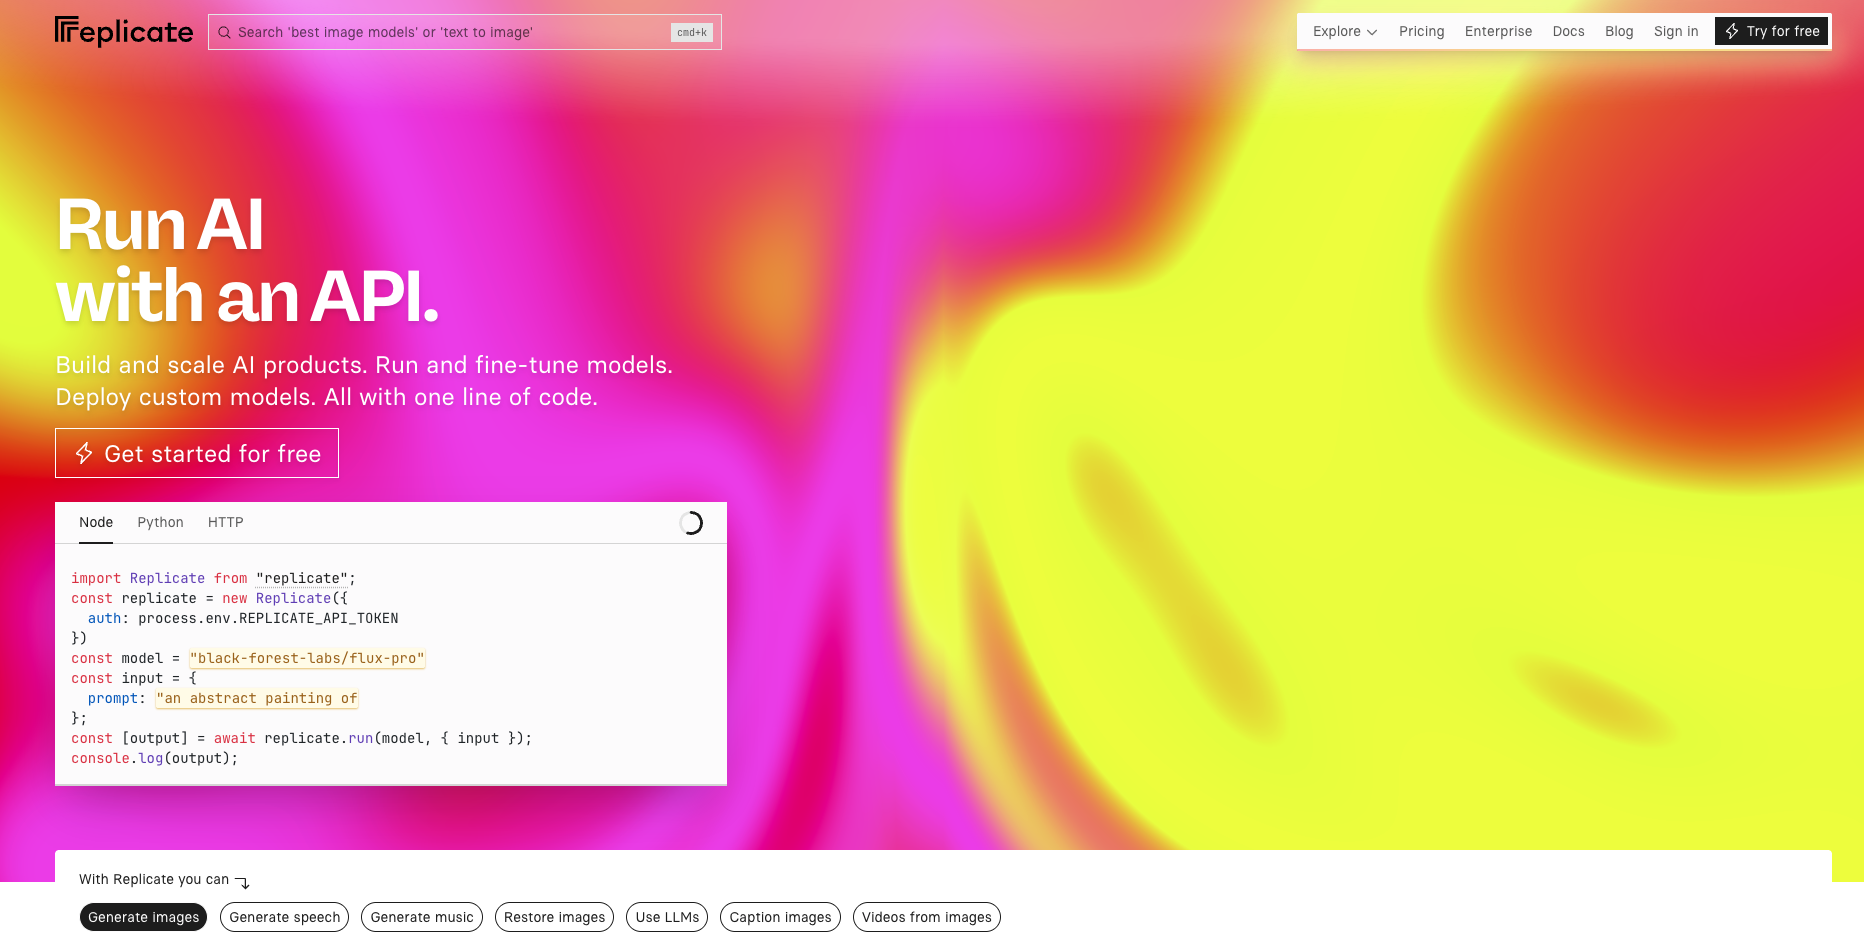 replicate
Search 'best image models' or 'text to image'
cmd+k
Explore
Pricing
Enterprise
Docs
Blog
Sign in
Try for free
Run AI
with an API.
Build and scale AI products. Run and fine-tune models.
Deploy custom models. All with one line of code.
Get started for free
Node
Python
HTTP
import Replicate from "replicate";
const replicate = new Replicate({
  auth: process.env.REPLICATE_API_TOKEN
})
const model = "black-forest-labs/flux-pro"
const input = {
  prompt: "an abstract painting of
};
const [output] = await replicate.run(model, { input });
console.log(output);
With Replicate you can
Generate images
Generate speech
Generate music
Restore images
Use LLMs
Caption images
Videos from images